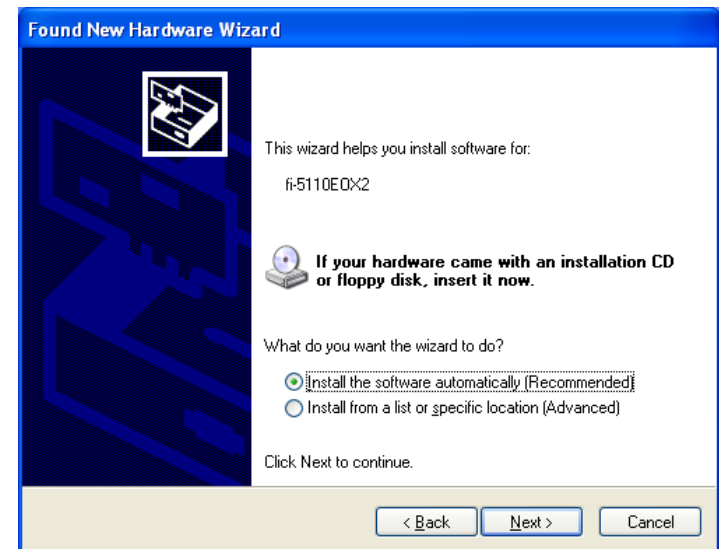 Found New Hardware Wizard
This wizard helps you install software for:
fi-5110EOX2
If your hardware came with an installation CD
or floppy disk, insert it now.
What do you want the wizard to do?
Install the software automatically (Recommended)
Install from a list or specific location (Advanced)
Click Next to continue.
< Back
Next >
Cancel